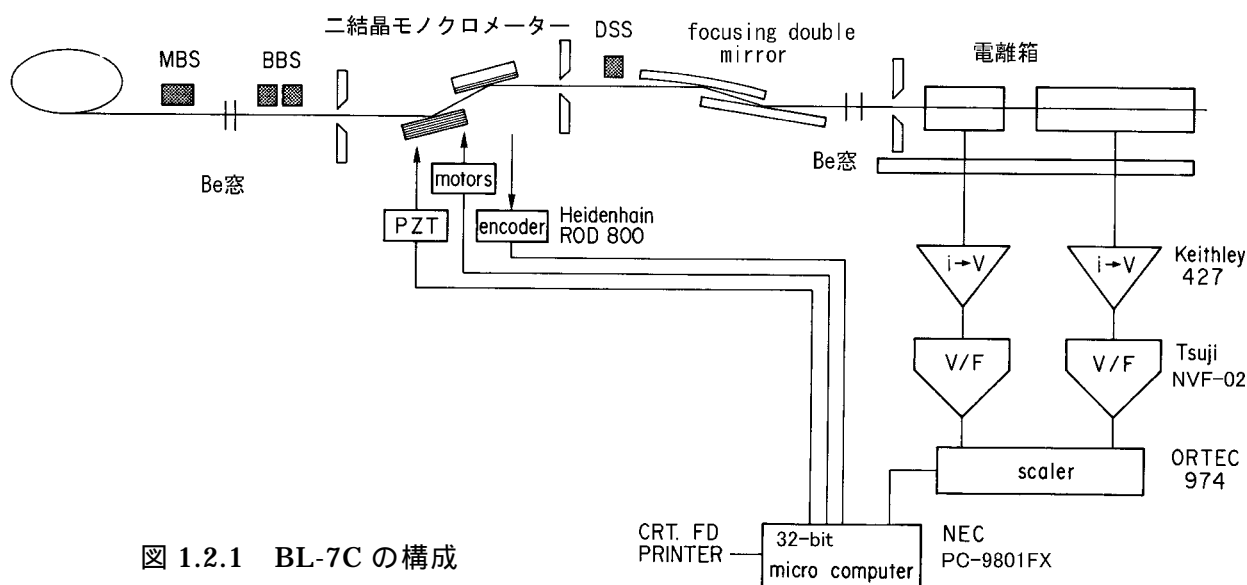 二結晶モノクロメーター
MBS
BBS
DSS
focusing double
mirror
電離箱
Be窓
Be窓
motors
PZT
encoder
Heidenhain
ROD 800
i→V
i→V
Keithley
427
V/F
V/F
Tsuji
NVF-02
scaler
ORTEC
974
CRT. FD
PRINTER
32-bit
micro computer
NEC
PC-9801FX
図 1.2.1 BL-7C の構成